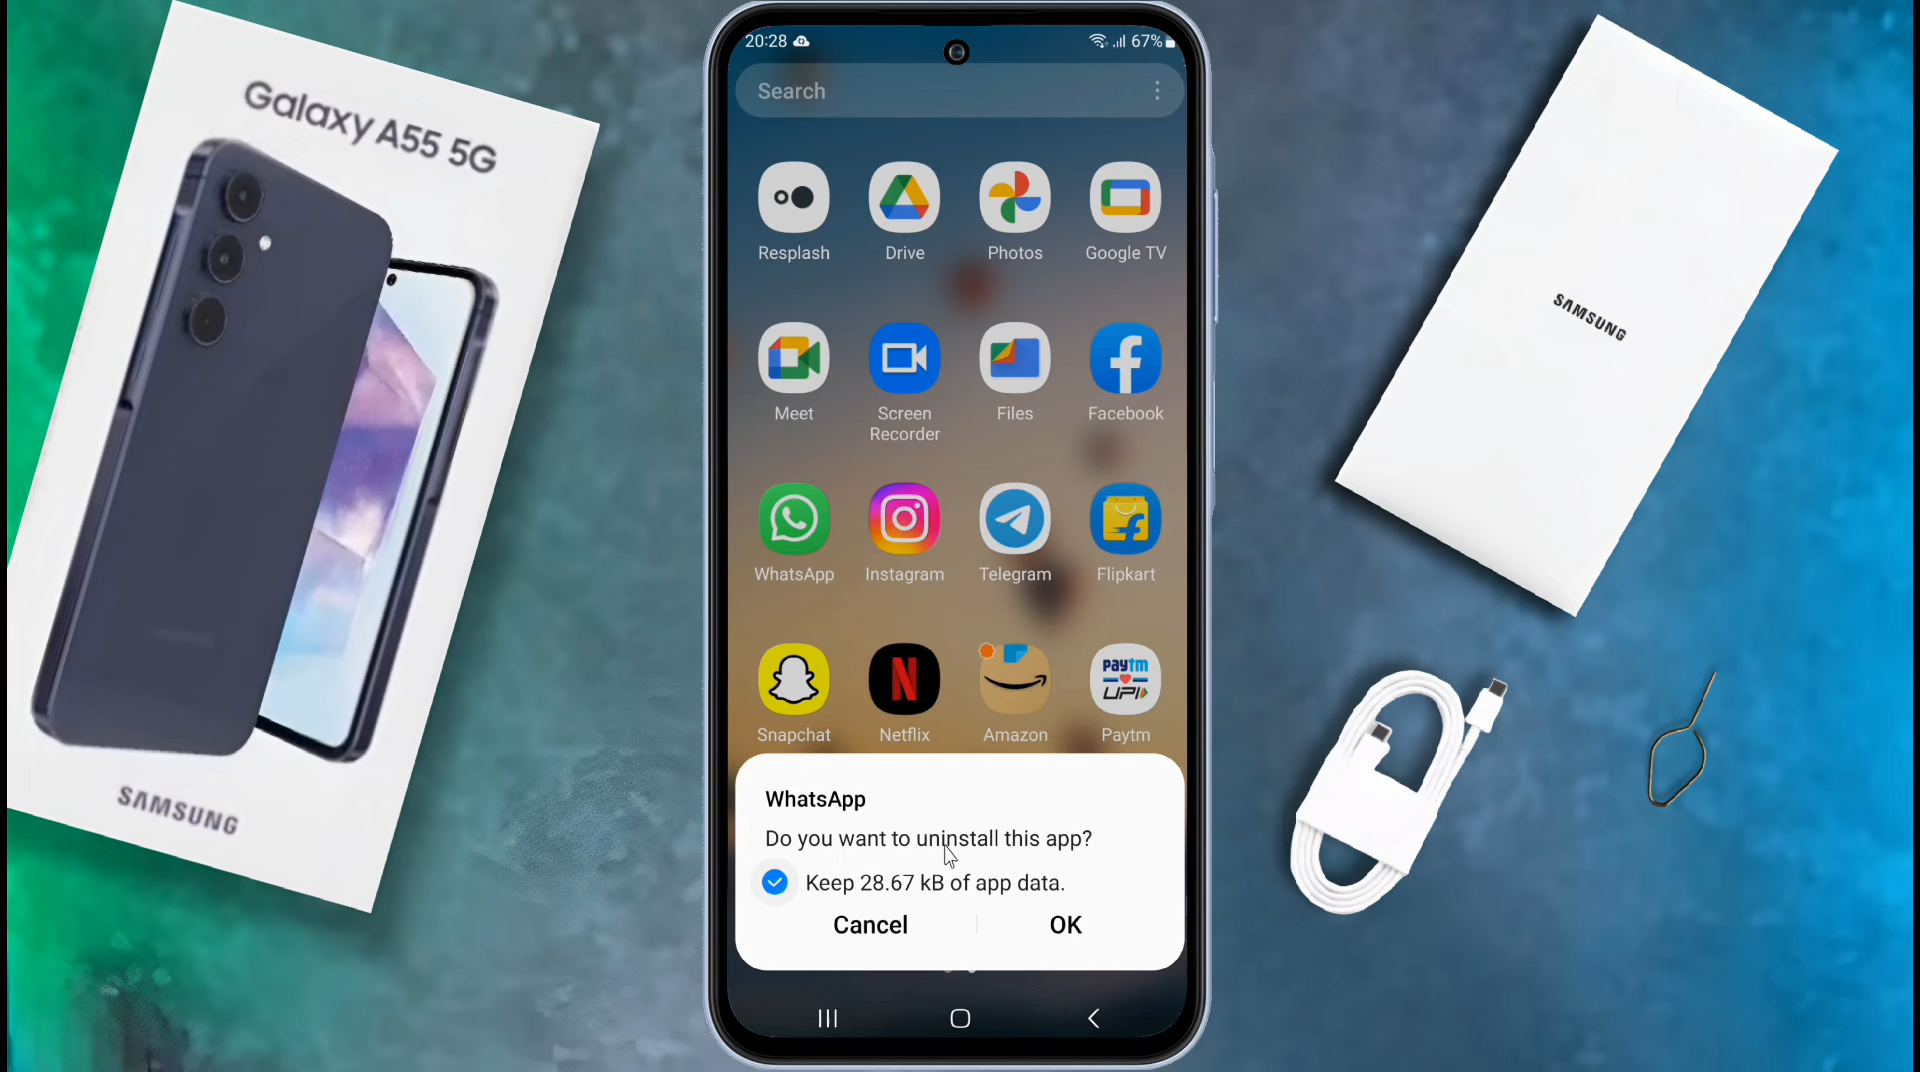 Galaxy A55 5G
SAMSUNG
20:28
67%
Search
Resplash
Drive
Photos
Google TV
Meet
Screen
Recorder
Files
Facebook
WhatsApp
Instagram
Telegram
Flipkart
Snapchat
Netflix
Amazon
paytm
UPI
Paytm
WhatsApp
Do you want to uninstall this app?
Keep 28.67 kB of app data.
Cancel
OK
SAMSUNG